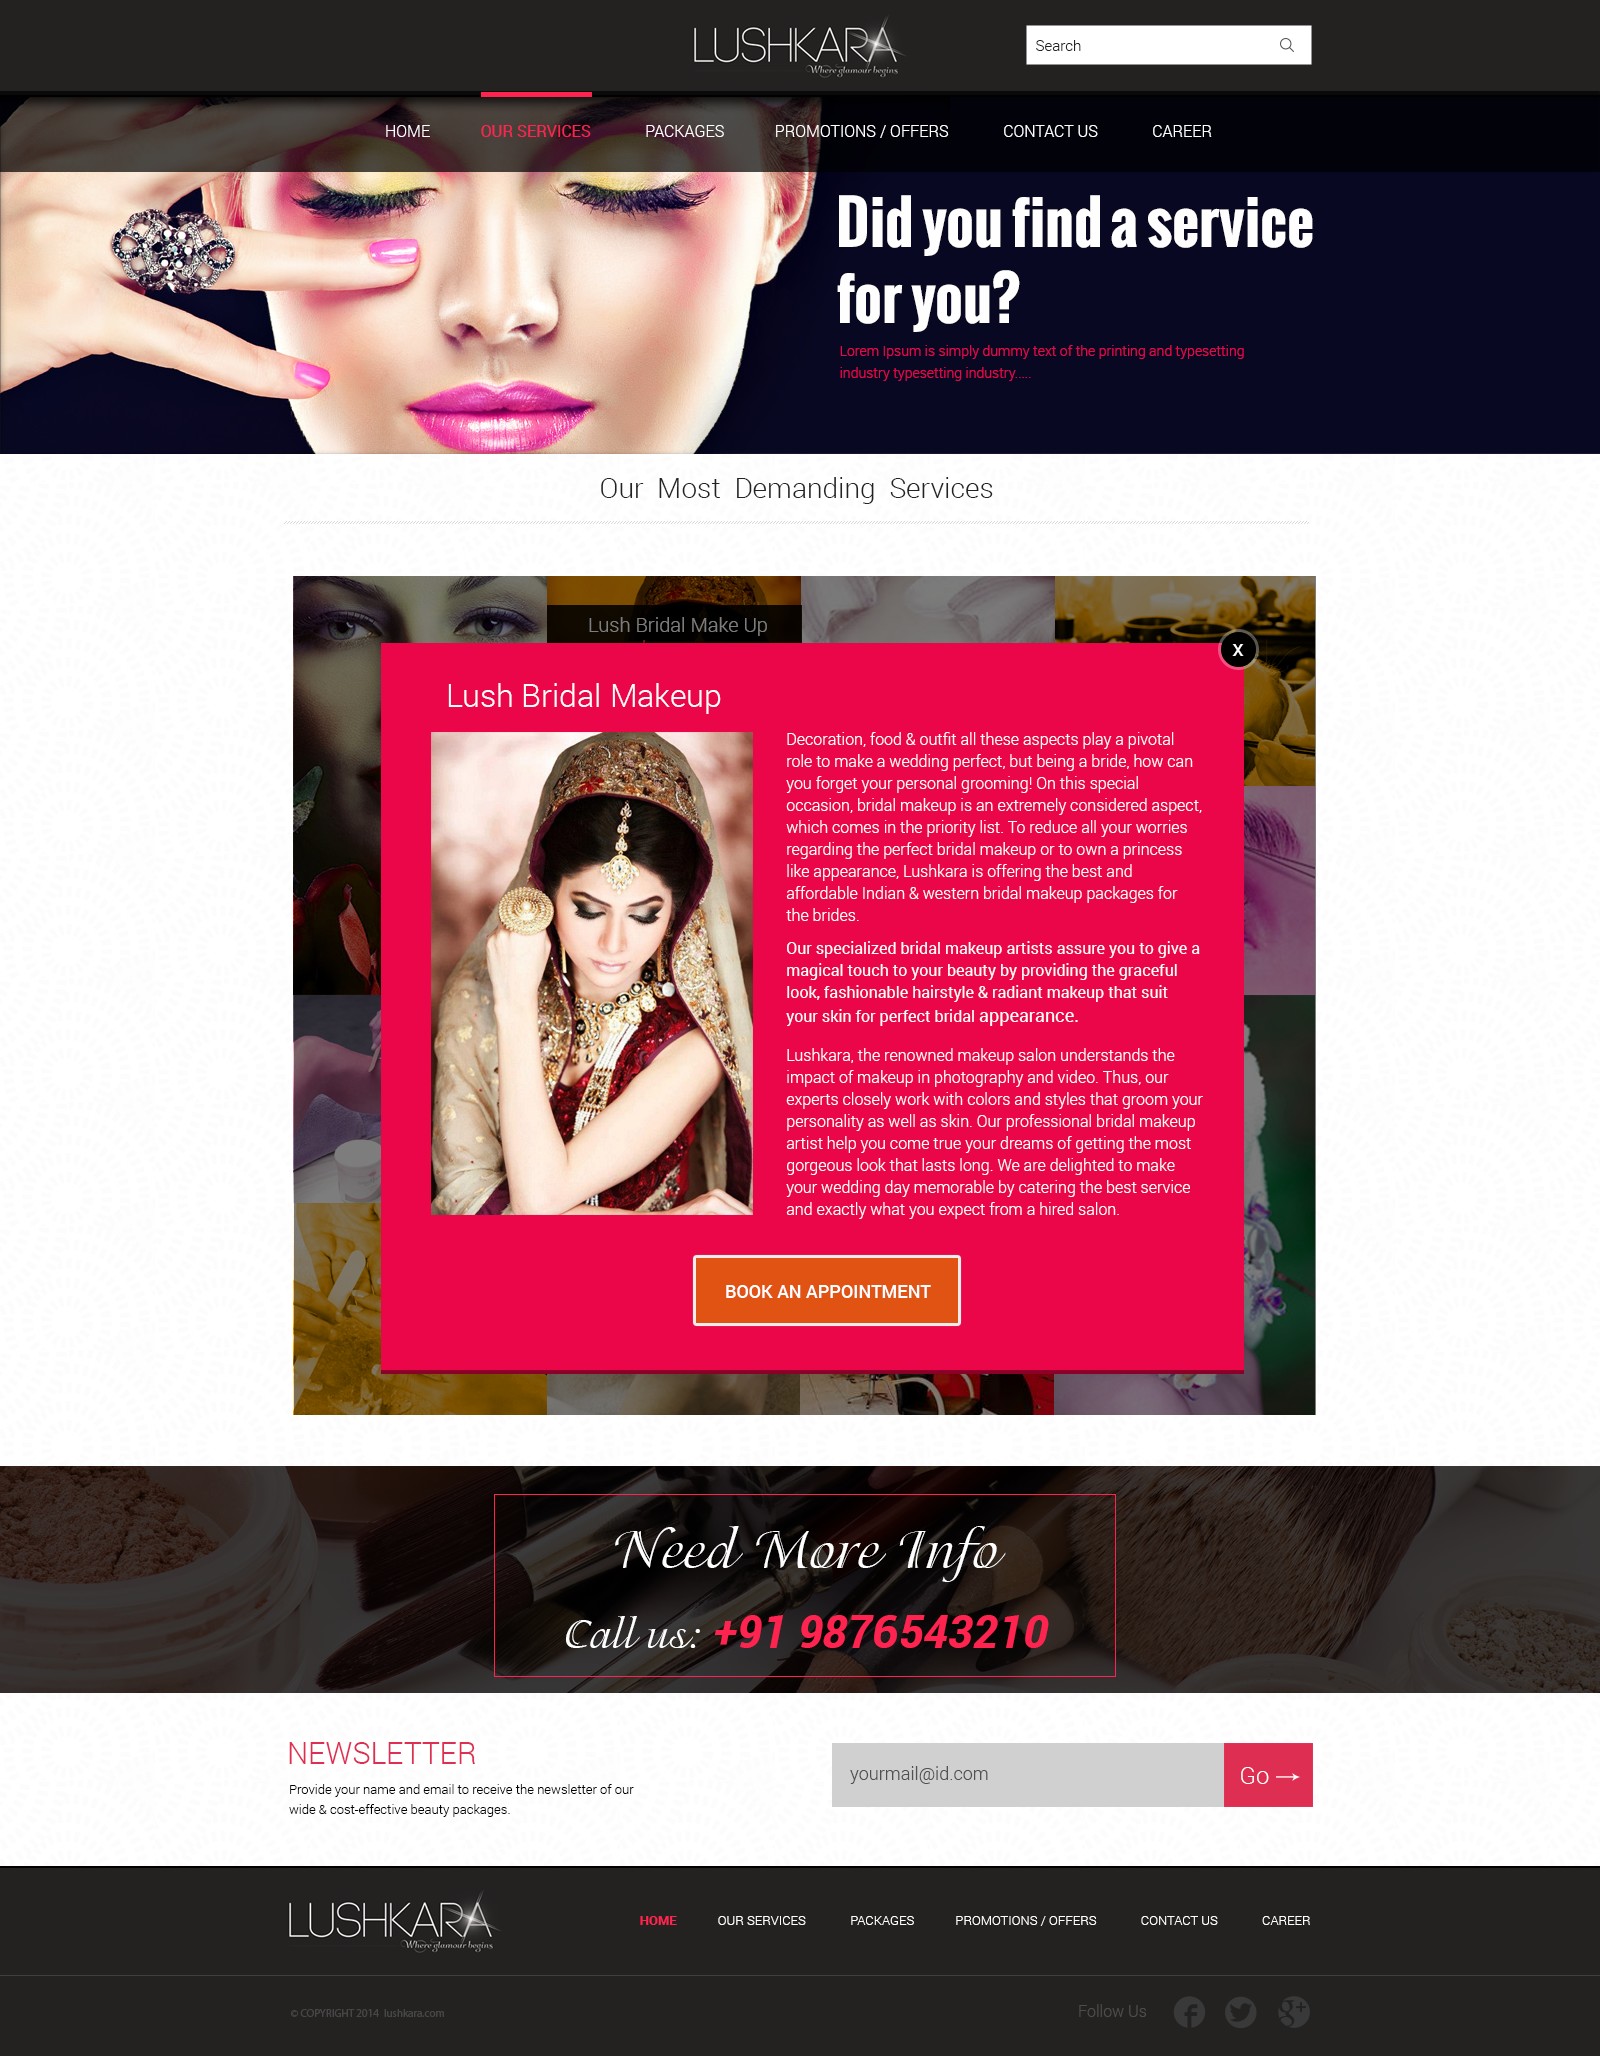 LUSHKARA
Where glamour begins
Search
HOME OUR SERVICES PACKAGES PROMOTIONS / OFFERS CONTACT US CAREER
Did you find a service
for you?
Lorem Ipsum is simply dummy text of the printing and typesetting
industry typesetting industry.....
Our Most Demanding Services
Lush Bridal Make Up
X
Lush Bridal Makeup
Decoration, food & outfit all these aspects play a pivotal
role to make a wedding perfect, but being a bride, how can
you forget your personal grooming! On this special
occasion, bridal makeup is an extremely considered aspect,
which comes in the priority list. To reduce all your worries
regarding the perfect bridal makeup or to own a princess
like appearance, Lushkara is offering the best and
affordable Indian & western bridal makeup packages for
the brides.
Our specialized bridal makeup artists assure you to give a
magical touch to your beauty by providing the graceful
look, fashionable hairstyle & radiant makeup that suit
your skin for perfect bridal appearance.
Lushkara, the renowned makeup salon understands the
impact of makeup in photography and video. Thus, our
experts closely work with colors and styles that groom your
personality as well as skin. Our professional bridal makeup
artist help you come true your dreams of getting the most
gorgeous look that lasts long. We are delighted to make
your wedding day memorable by catering the best service
and exactly what you expect from a hired salon.
BOOK AN APPOINTMENT
Need More Info
Call us: +91 9876543210
NEWSLETTER
Provide your name and email to receive the newsletter of our
wide & cost-effective beauty packages.
yourmail@id.com
Go →
LUSHKARA
Where glamour begins
HOME OUR SERVICES PACKAGES PROMOTIONS / OFFERS CONTACT US CAREER
© COPYRIGHT 2014 lushkara.com
Follow Us